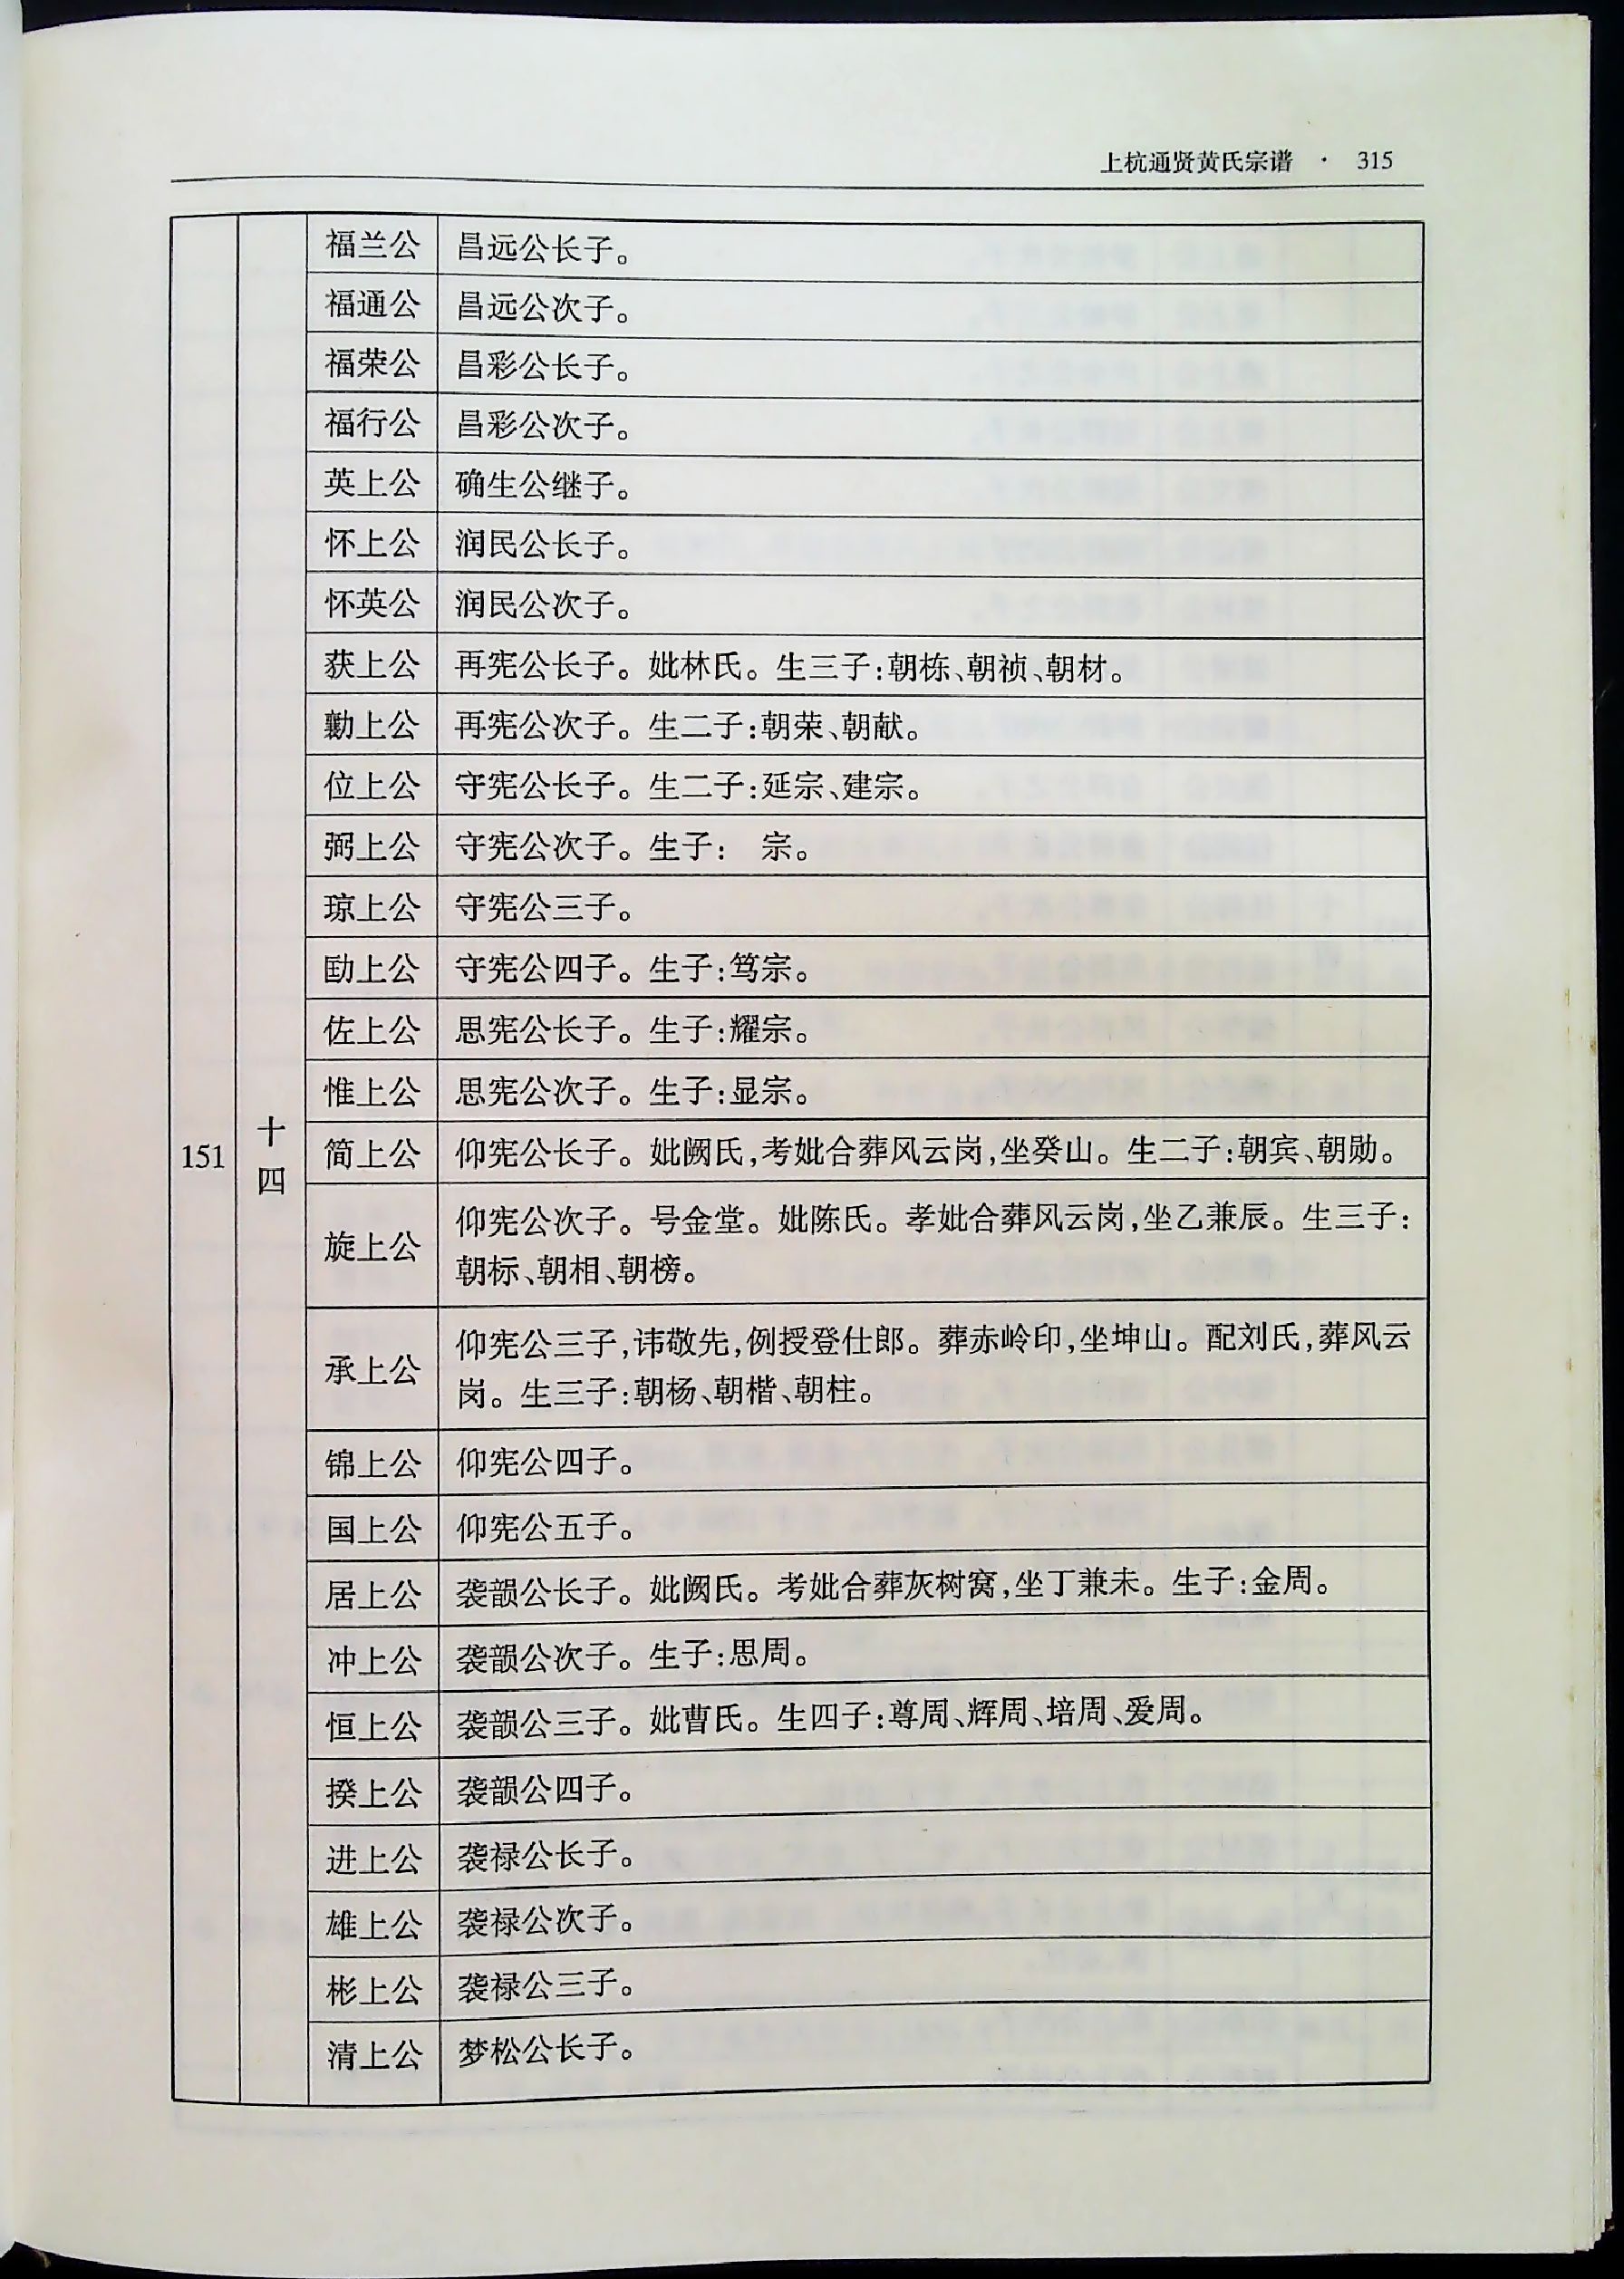 上杭通贤黄氏宗谱 · 315
福兰公 昌远公长子。
福通公 昌远公次子。
福荣公 昌彩公长子。
福行公 昌彩公次子。
英上公 确生公继子。
怀上公 润民公长子。
怀英公 润民公次子。
获上公 再宪公长子。妣林氏。生三子:朝栋、朝祯、朝材。
勷上公 再宪公次子。生二子:朝荣、朝献。
位上公 守宪公长子。生二子:延宗、建宗。
弼上公 守宪公次子。生子: 宗。
琼上公 守宪公三子。
上公 守宪公四子。生子:笃宗。
佐上公 思宪公长子。生子:耀宗。
惟上公 思宪公次子。生子:显宗。
151 十四 简上公 仰宪公长子。妣阙氏,考妣合葬风云岗,坐癸山。生二子:朝宾、朝勋。
旋上公 仰宪公次子。号金堂。妣陈氏。孝妣合葬风云岗,坐乙兼辰。生三子:
朝标、朝相、朝榜。
承上公 仰宪公三子,讳敬先,例授登仕郎。葬赤岭印,坐坤山。配刘氏,葬风云
岗。生三子:朝杨、朝楷、朝柱。
锦上公 仰宪公四子。
国上公 仰宪公五子。
居上公 袭韻公长子。妣阙氏。考妣合葬灰树窝,坐丁兼未。生子:金周。
冲上公 袭韻公次子。生子:思周。
恒上公 袭韻公三子。妣曹氏。生四子:尊周、辉周、培周、爱周。
揆上公 袭韻公四子。
进上公 袭禄公长子。
雄上公 袭禄公次子。
彬上公 袭禄公三子。
清上公 梦松公长子。